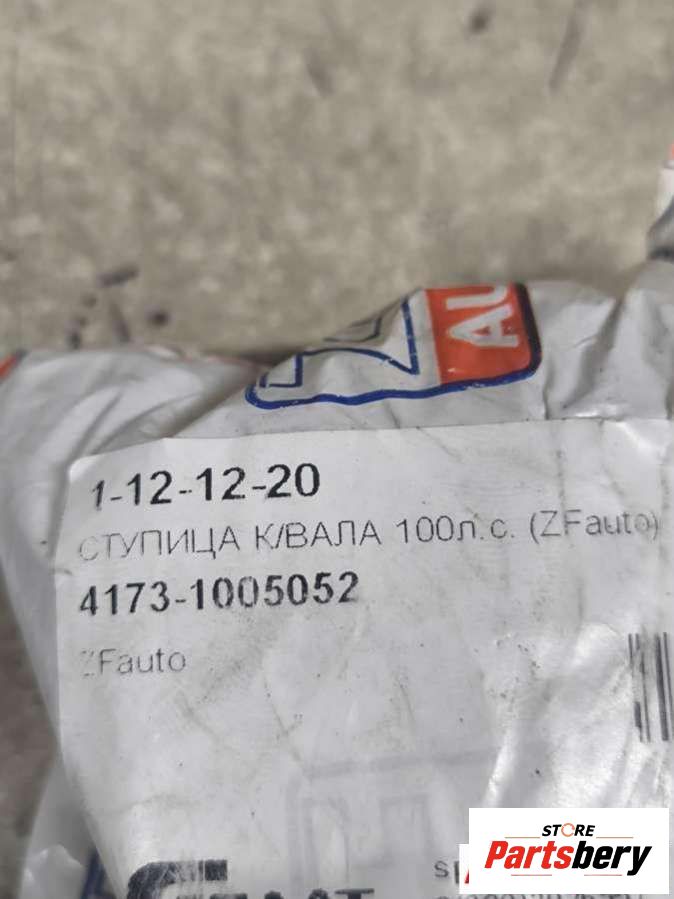 AU
1-12-12-20
СТУПИЦА К/ВАЛА 100л.с. (ZFauto)
4173-1005052
ZFauto
STORE
Partsbery